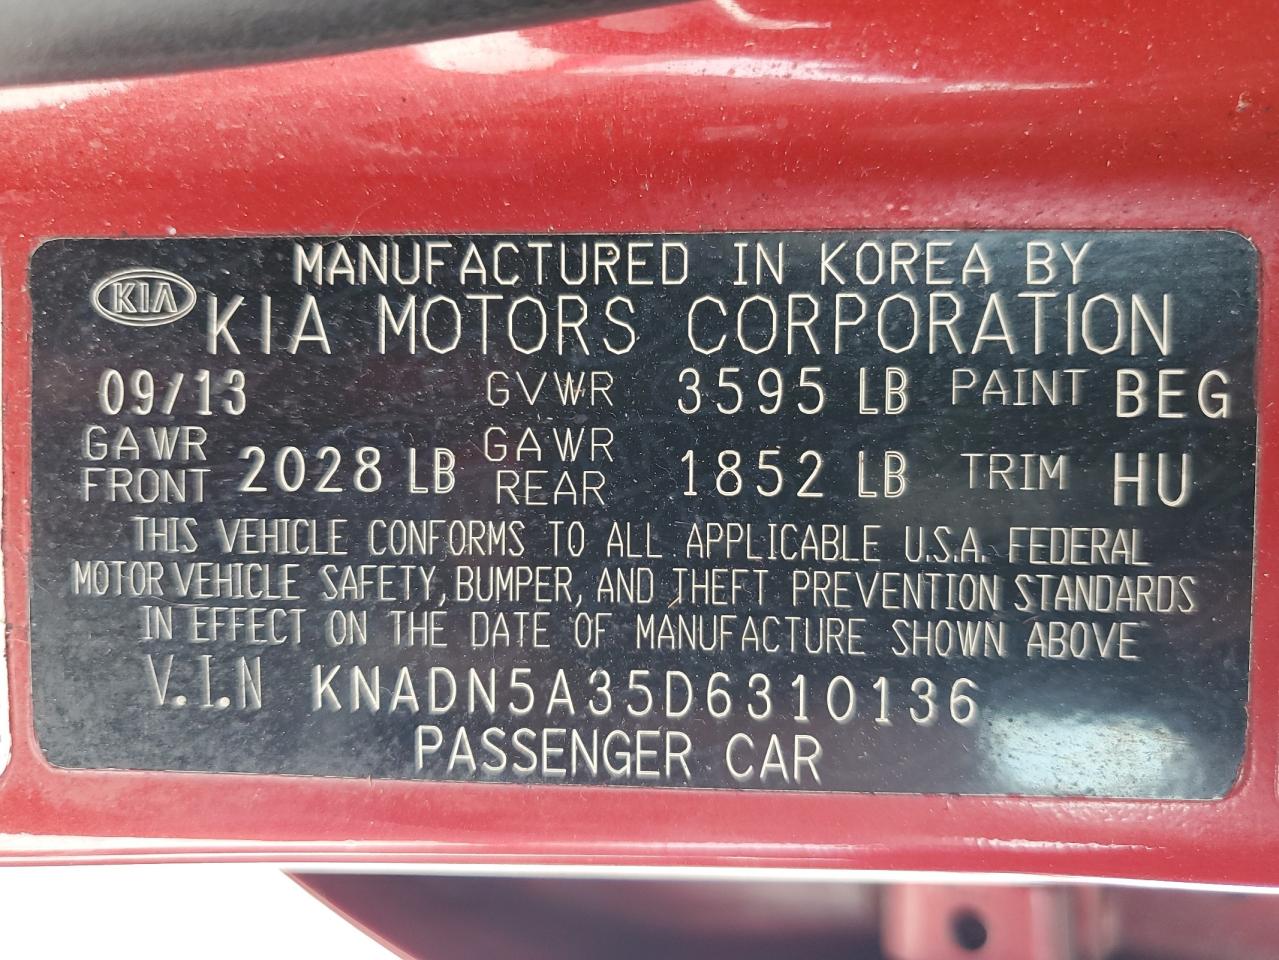 MANUFACTURED IN KOREA BY
KIA KIA MOTORS CORPORATION
09/13 GVWR 3595 LB PAINT BEG
GAWR FRONT 2028 LB GAWR REAR 1852 LB TRIM HU
THIS VEHICLE CONFORMS TO ALL APPLICABLE U.S.A. FEDERAL
MOTOR VEHICLE SAFETY, BUMPER, AND THEFT PREVENTION STANDARDS
IN EFFECT ON THE DATE OF MANUFACTURE SHOWN ABOVE
V.I.N KNADN5A35D6310136
PASSENGER CAR